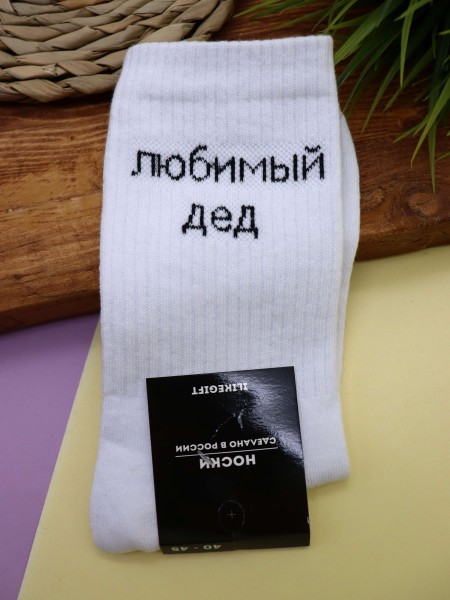 любимый
дед
40 - 45
НОСКИ
СДЕЛАНО В РОССИИ
ILIKEGIFT